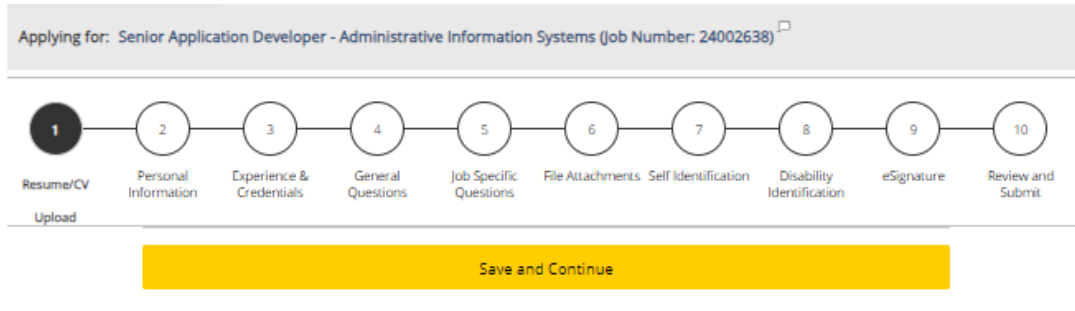 Applying for: Senior Application Developer - Administrative Information Systems (Job Number: 24002638)
1
2
3
4
5
6
7
8
9
10
Resume/CV
Upload
Personal
Information
Experience &
Credentials
General
Questions
Job Specific
Questions
File Attachments
Self Identification
Disability
Identification
eSignature
Review and
Submit
Save and Continue